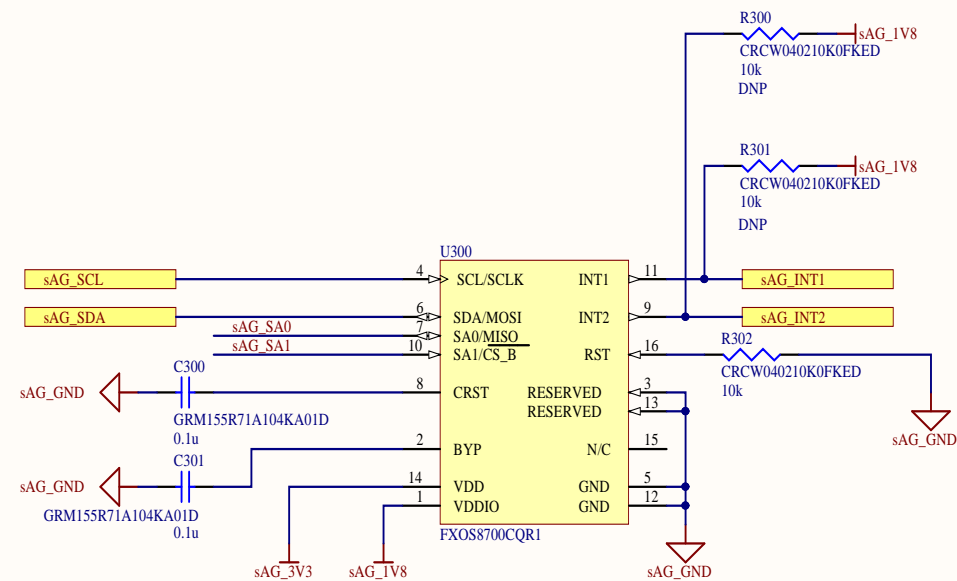 R300
sAG_1V8
CRCW040210K0FKED
10k
DNP
R301
sAG_1V8
CRCW040210K0FKED
10k
DNP
U300
sAG_SCL
4
SCL/SCLK
INT1
11
sAG_INT1
sAG_SDA
6
SDA/MOSI
INT2
9
sAG_INT2
sAG_SA0
7
SA0/MISO
R302
sAG_SA1
10
SA1/CS_B
RST
16
CRCW040210K0FKED
10k
C300
sAG_GND
8
CRST
RESERVED
3
GRM155R71A104KA01D
0.1u
RESERVED
13
sAG_GND
C301
2
BYP
N/C
15
sAG_GND
14
VDD
GND
5
GRM155R71A104KA01D
0.1u
1
VDDIO
GND
12
FXOS8700CQR1
sAG_3V3
sAG_1V8
sAG_GND